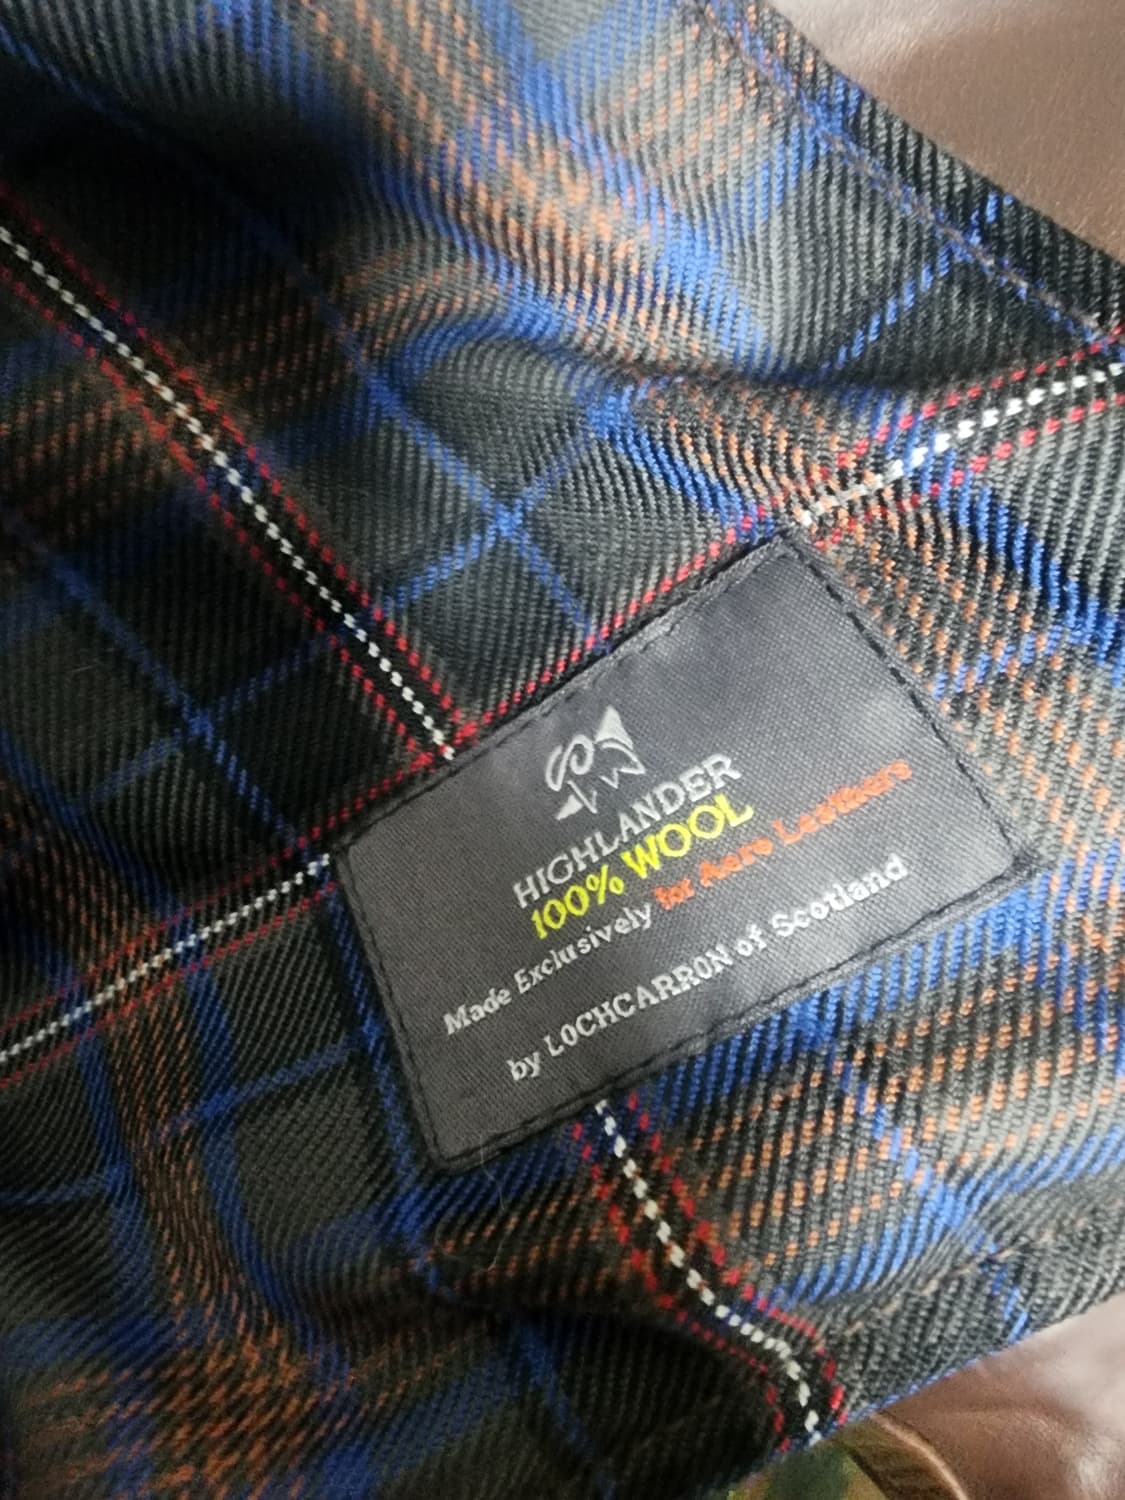 HIGHLANDER
100% WOOL
Made Exclusively for Aero Leathers
by LOCHCARRON of Scotland